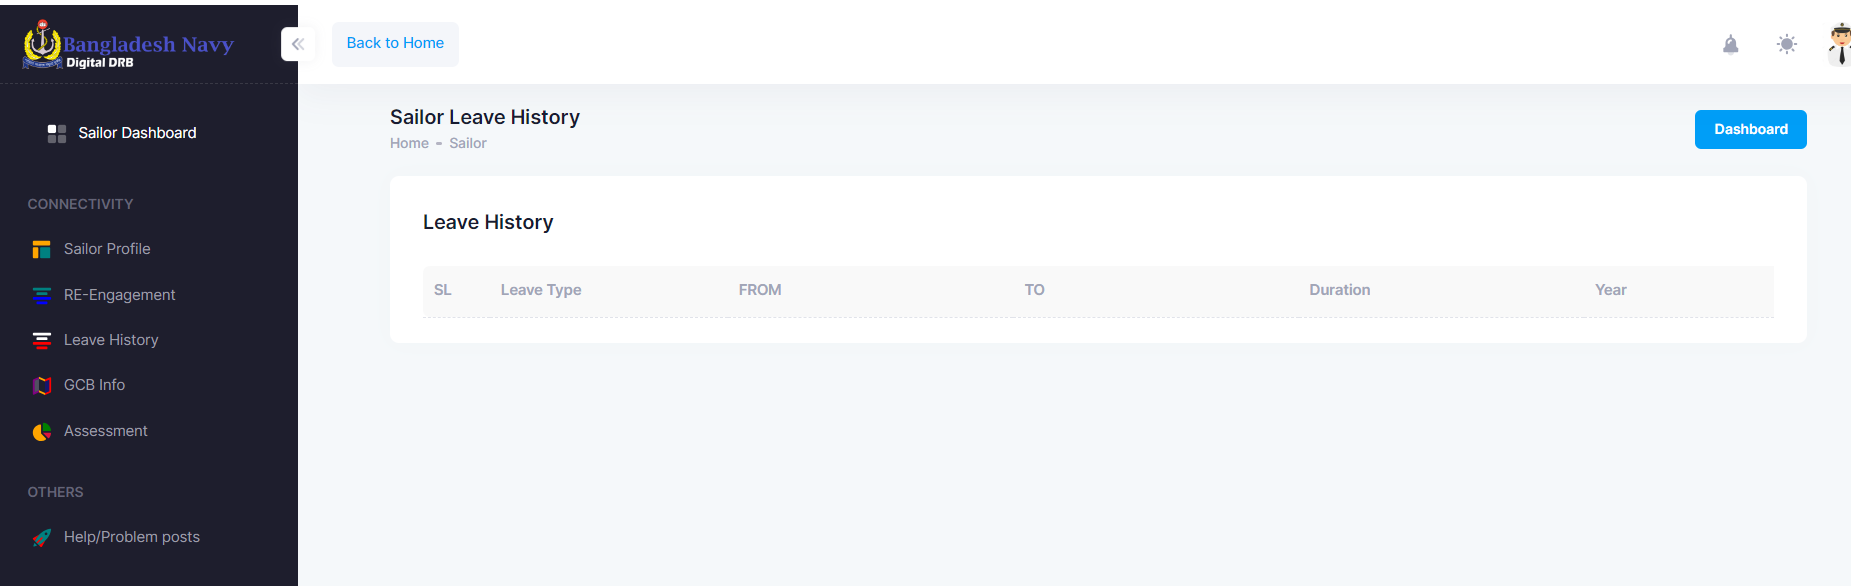 Bangladesh Navy
Digital DRB
Back to Home
Sailor Dashboard
CONNECTIVITY
Sailor Profile
RE-Engagement
Leave History
GCB Info
Assessment
OTHERS
Help/Problem posts
Sailor Leave History
Home - Sailor
Dashboard
Leave History
SL Leave Type FROM TO Duration Year